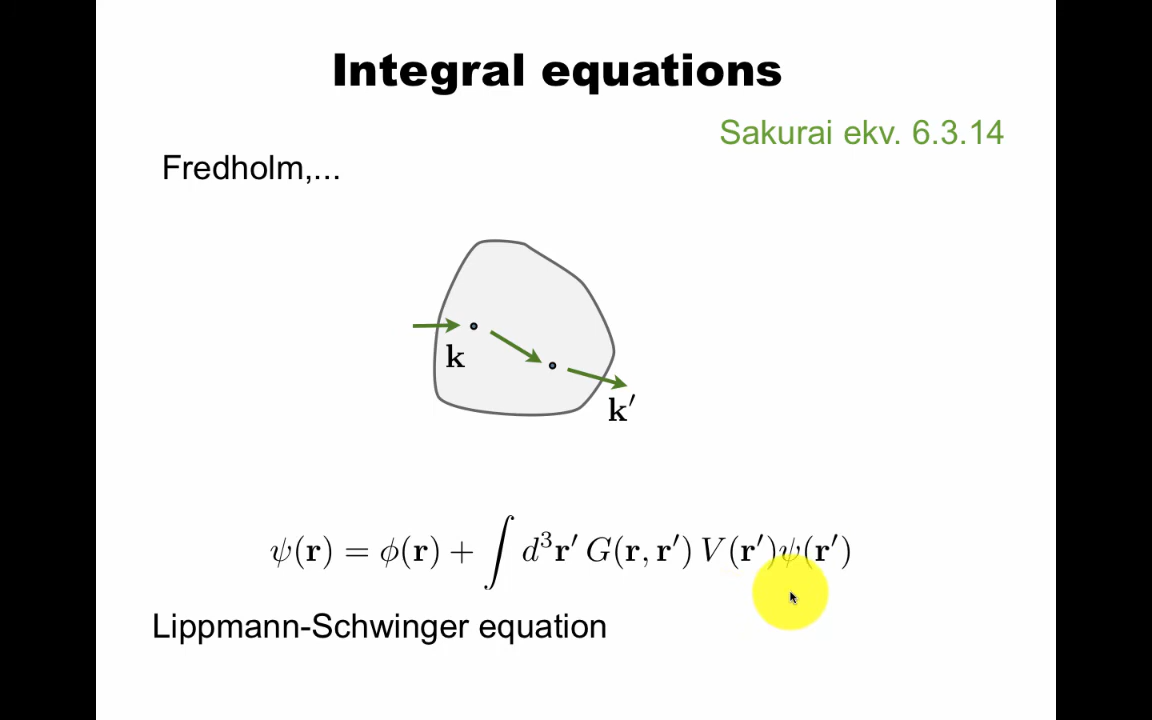 Integral equations
Sakurai ekv. 6.3.14
Fredholm,...
k
k′
ψ(r) = ϕ(r) + ∫ d³r′ G(r, r′) V(r′)ψ(r′)
Lippmann-Schwinger equation